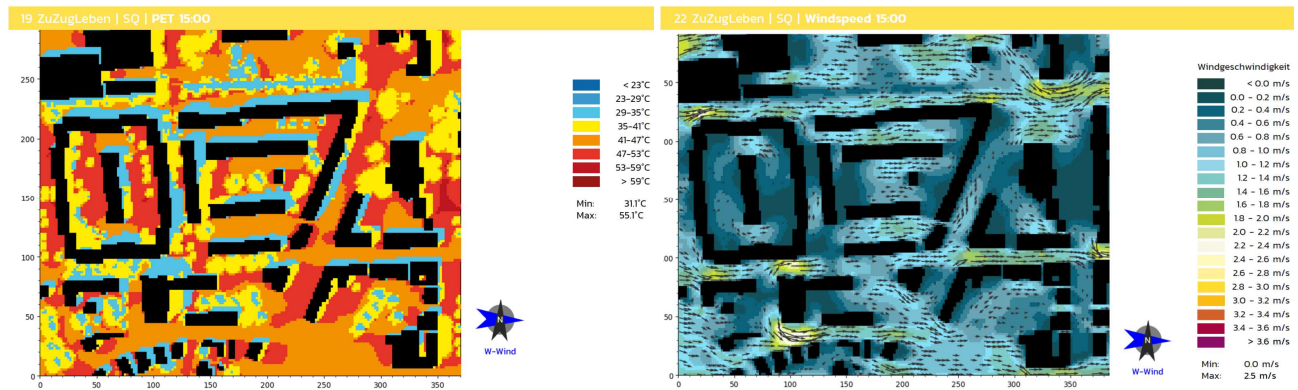 19 ZuZugLeben | SQ | PET 15:00
250
200
150
100
50
0
0 50 100 150 200 250 300 350
< 23°C
23-29°C
29-35°C
35-41°C
41-47°C
47-53°C
53-59°C
> 59°C
Min: 31.1°C
Max: 55.1°C
N
W-Wind
22 ZuZugLeben | SQ | Windspeed 15:00
50
00
50
00
50
0
0 50 100 150 200 250 300 350
Windgeschwindigkeit
< 0.0 m/s
0.0 - 0.2 m/s
0.2 - 0.4 m/s
0.4 - 0.6 m/s
0.6 - 0.8 m/s
0.8 - 1.0 m/s
1.0 - 1.2 m/s
1.2 - 1.4 m/s
1.4 - 1.6 m/s
1.6 - 1.8 m/s
1.8 - 2.0 m/s
2.0 - 2.2 m/s
2.2 - 2.4 m/s
2.4 - 2.6 m/s
2.6 - 2.8 m/s
2.8 - 3.0 m/s
3.0 - 3.2 m/s
3.2 - 3.4 m/s
3.4 - 3.6 m/s
> 3.6 m/s
Min: 0.0 m/s
Max: 2.5 m/s
N
W-Wind